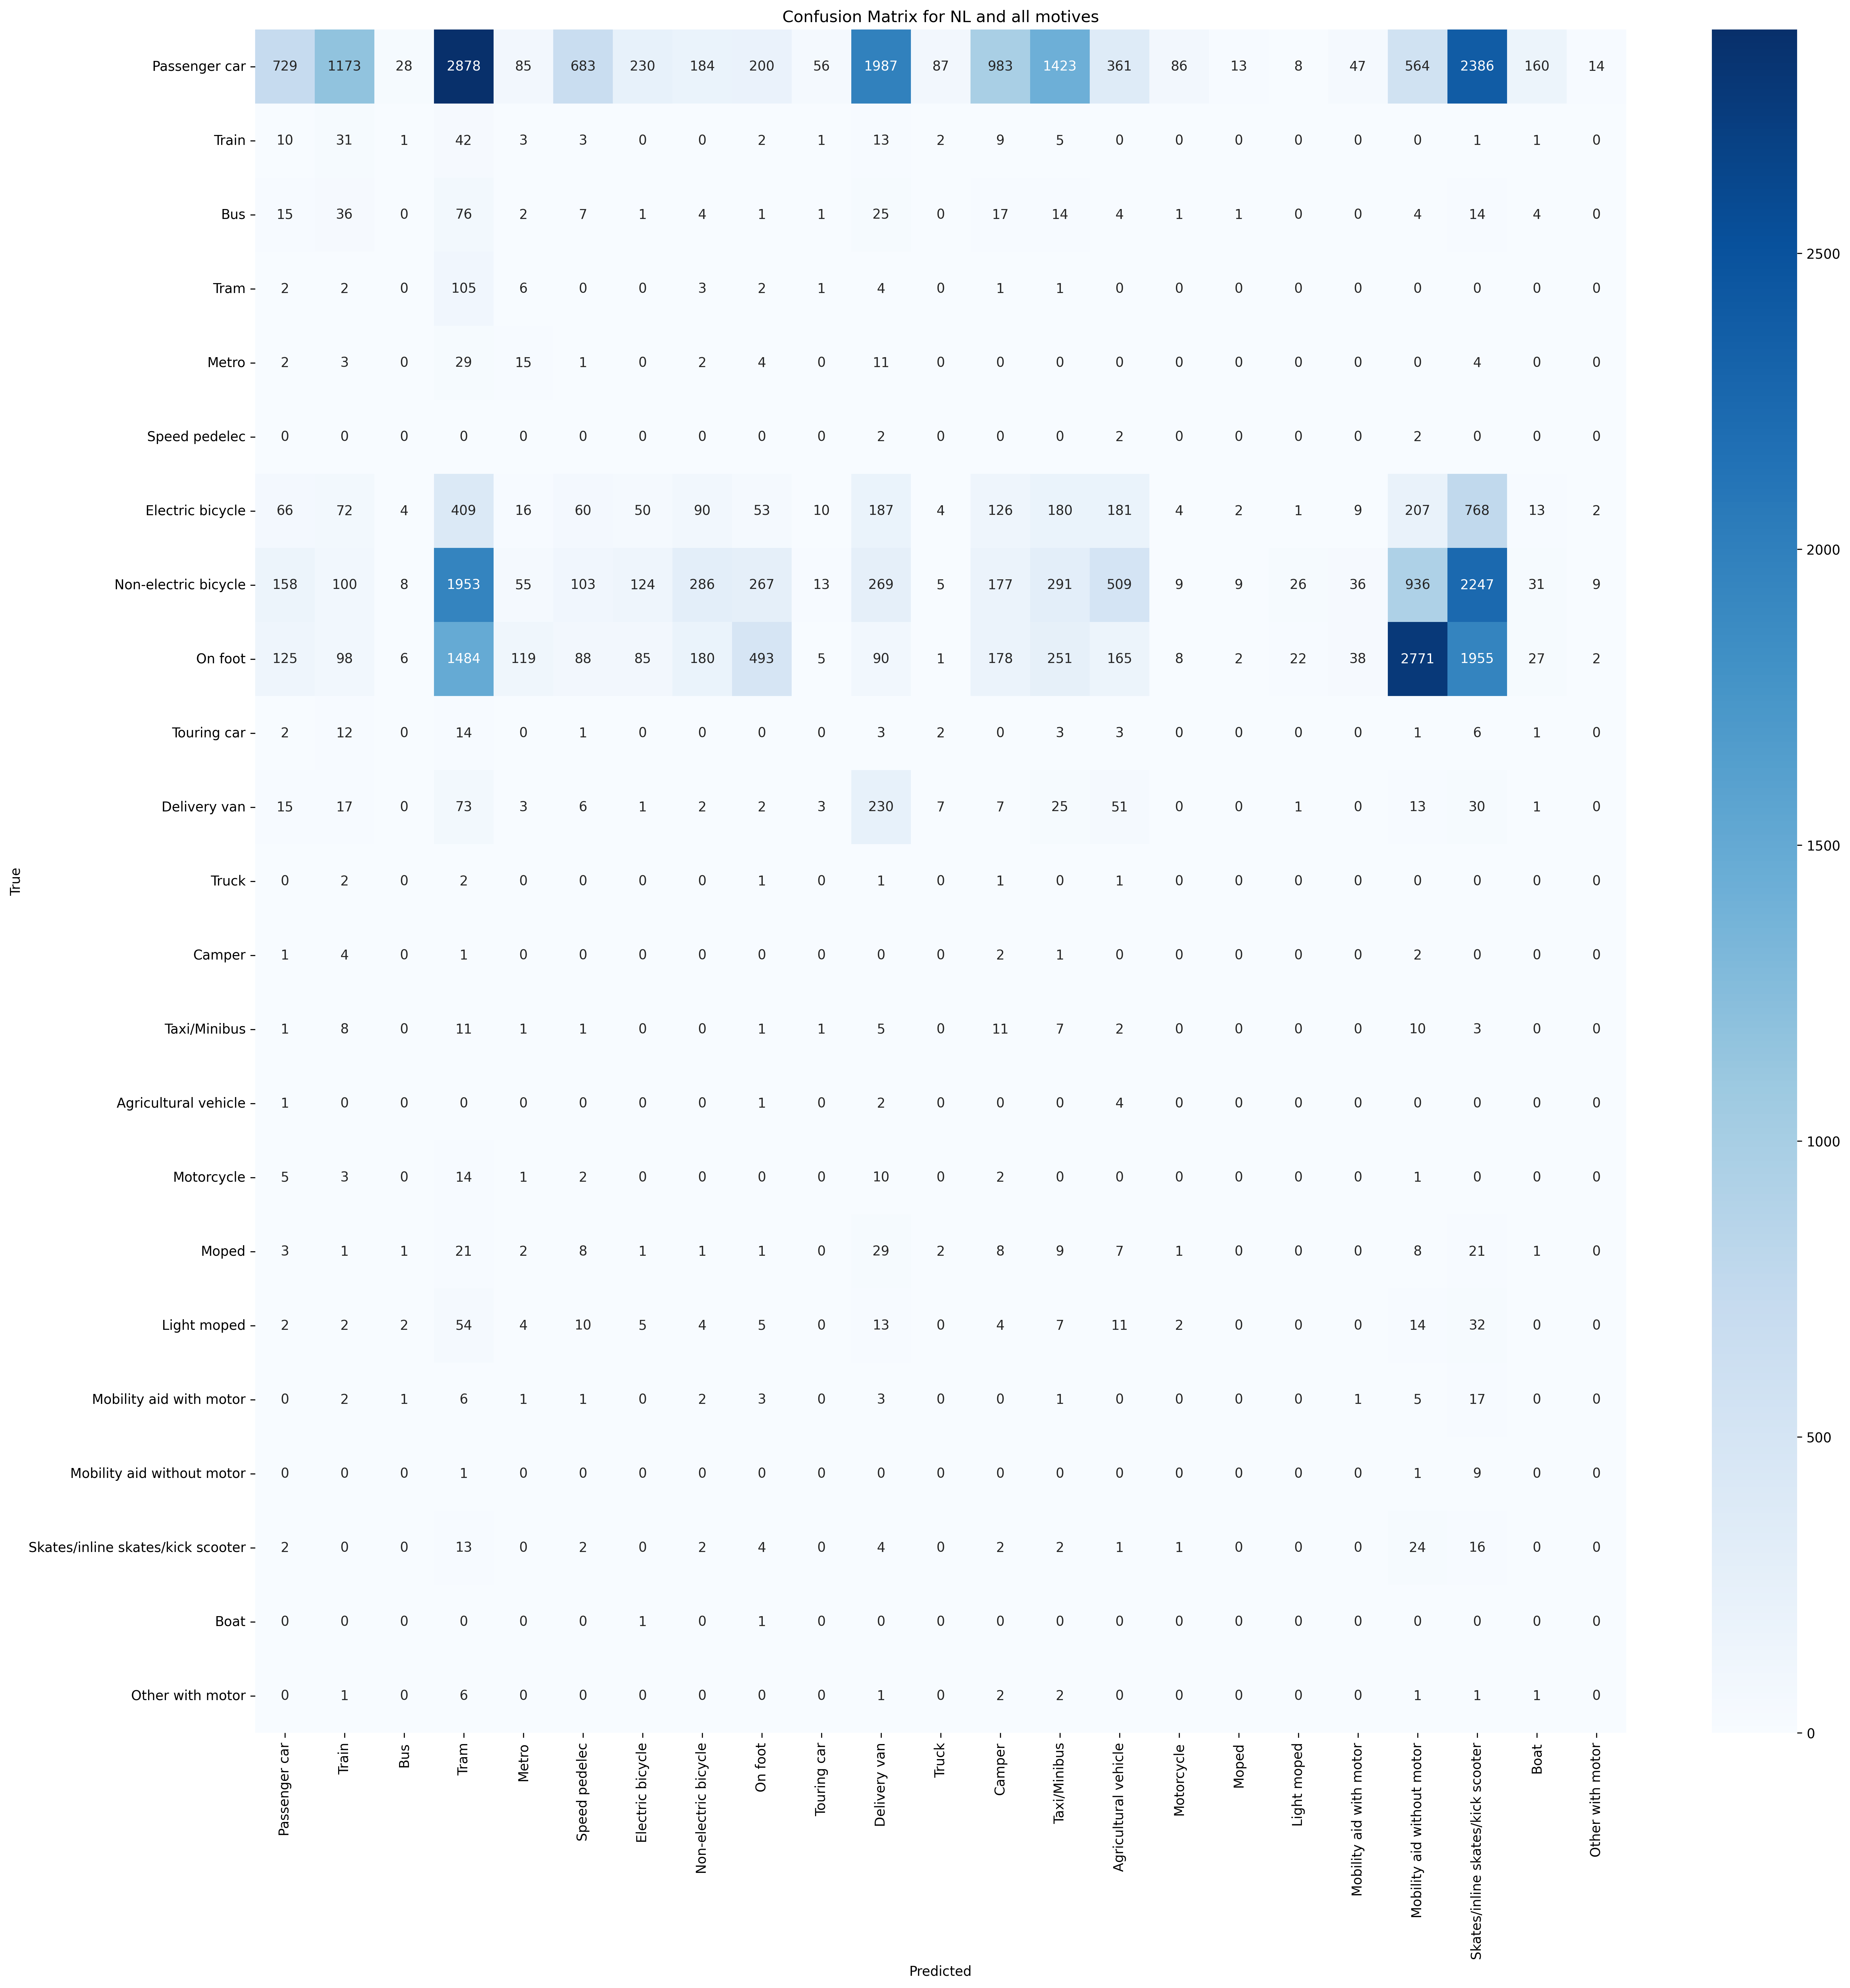 Confusion Matrix for NL and all motives
Passenger car 729 1173 28 2878 85 683 230 184 200 56 1987 87 983 1423 361 86 13 8 47 564 2386 160 14
Train 10 31 1 42 3 3 0 0 2 1 13 2 9 5 0 0 0 0 0 0 1 1 0
Bus 15 36 0 76 2 7 1 4 1 1 25 0 17 14 4 1 1 0 0 4 14 4 0
Tram 2 2 0 105 6 0 0 3 2 1 4 0 1 1 0 0 0 0 0 0 0 0 0
Metro 2 3 0 29 15 1 0 2 4 0 11 0 0 0 0 0 0 0 0 0 4 0 0
Speed pedelec 0 0 0 0 0 0 0 0 0 0 2 0 0 0 2 0 0 0 0 2 0 0 0
Electric bicycle 66 72 4 409 16 60 50 90 53 10 187 4 126 180 181 4 2 1 9 207 768 13 2
Non-electric bicycle 158 100 8 1953 55 103 124 286 267 13 269 5 177 291 509 9 9 26 36 936 2247 31 9
On foot 125 98 6 1484 119 88 85 180 493 5 90 1 178 251 165 8 2 22 38 2771 1955 27 2
Touring car 2 12 0 14 0 1 0 0 0 0 3 2 0 3 3 0 0 0 0 1 6 1 0
Delivery van 15 17 0 73 3 6 1 2 2 3 230 7 7 25 51 0 0 1 0 13 30 1 0
Truck 0 2 0 2 0 0 0 0 1 0 1 0 1 0 1 0 0 0 0 0 0 0 0
Camper 1 4 0 1 0 0 0 0 0 0 0 0 2 1 0 0 0 0 0 2 0 0 0
Taxi/Minibus 1 8 0 11 1 1 0 0 1 1 5 0 11 7 2 0 0 0 0 10 3 0 0
Agricultural vehicle 1 0 0 0 0 0 0 0 1 0 2 0 0 0 4 0 0 0 0 0 0 0 0
Motorcycle 5 3 0 14 1 2 0 0 0 0 10 0 2 0 0 0 0 0 0 1 0 0 0
Moped 3 1 1 21 2 8 1 1 1 0 29 2 8 9 7 1 0 0 0 8 21 1 0
Light moped 2 2 2 54 4 10 5 4 5 0 13 0 4 7 11 2 0 0 0 14 32 0 0
Mobility aid with motor 0 2 1 6 1 1 0 2 3 0 3 0 0 1 0 0 0 0 1 5 17 0 0
Mobility aid without motor 0 0 0 1 0 0 0 0 0 0 0 0 0 0 0 0 0 0 0 1 9 0 0
Skates/inline skates/kick scooter 2 0 0 13 0 2 0 2 4 0 4 0 2 2 1 1 0 0 0 24 16 0 0
Boat 0 0 0 0 0 0 1 0 1 0 0 0 0 0 0 0 0 0 0 0 0 0 0
Other with motor 0 1 0 6 0 0 0 0 0 0 1 0 2 2 0 0 0 0 0 1 1 1 0
True
Passenger car
Train
Bus
Tram
Metro
Speed pedelec
Electric bicycle
Non-electric bicycle
On foot
Touring car
Delivery van
Truck
Camper
Taxi/Minibus
Agricultural vehicle
Motorcycle
Moped
Light moped
Mobility aid with motor
Mobility aid without motor
Skates/inline skates/kick scooter
Boat
Other with motor
Predicted
2500
2000
1500
1000
500
0